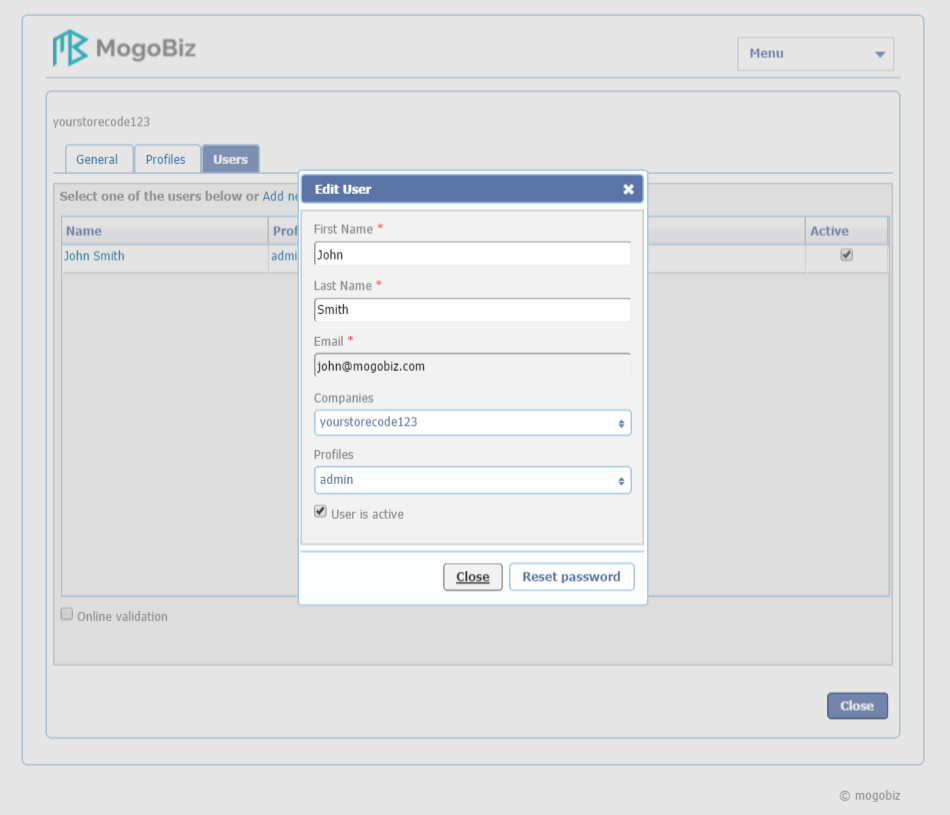 MogoBiz
Menu
yourstorecode123
General Profiles Users
Select one of the users below or Add ne
Name Prof Active
John Smith admi
Edit User
First Name *
John
Last Name *
Smith
Email *
john@mogobiz.com
Companies
yourstorecode123
Profiles
admin
User is active
Close Reset password
Online validation
Close
© mogobiz